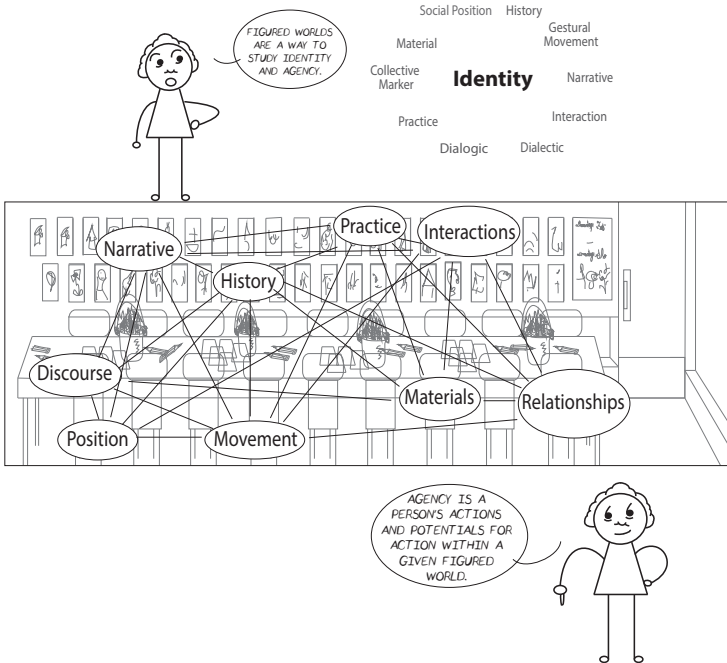 FIGURED WORLDS
ARE A WAY TO
STUDY IDENTITY
AND AGENCY.
Social Position
History
Material
Gestural
Movement
Collective
Marker
Identity
Narrative
Practice
Interaction
Dialogic
Dialectic
Practice
Interactions
Narrative
History
Discourse
Materials
Relationships
Position
Movement
AGENCY IS A
PERSON'S ACTIONS
AND POTENTIALS FOR
ACTION WITHIN A
GIVEN FIGURED
WORLD.